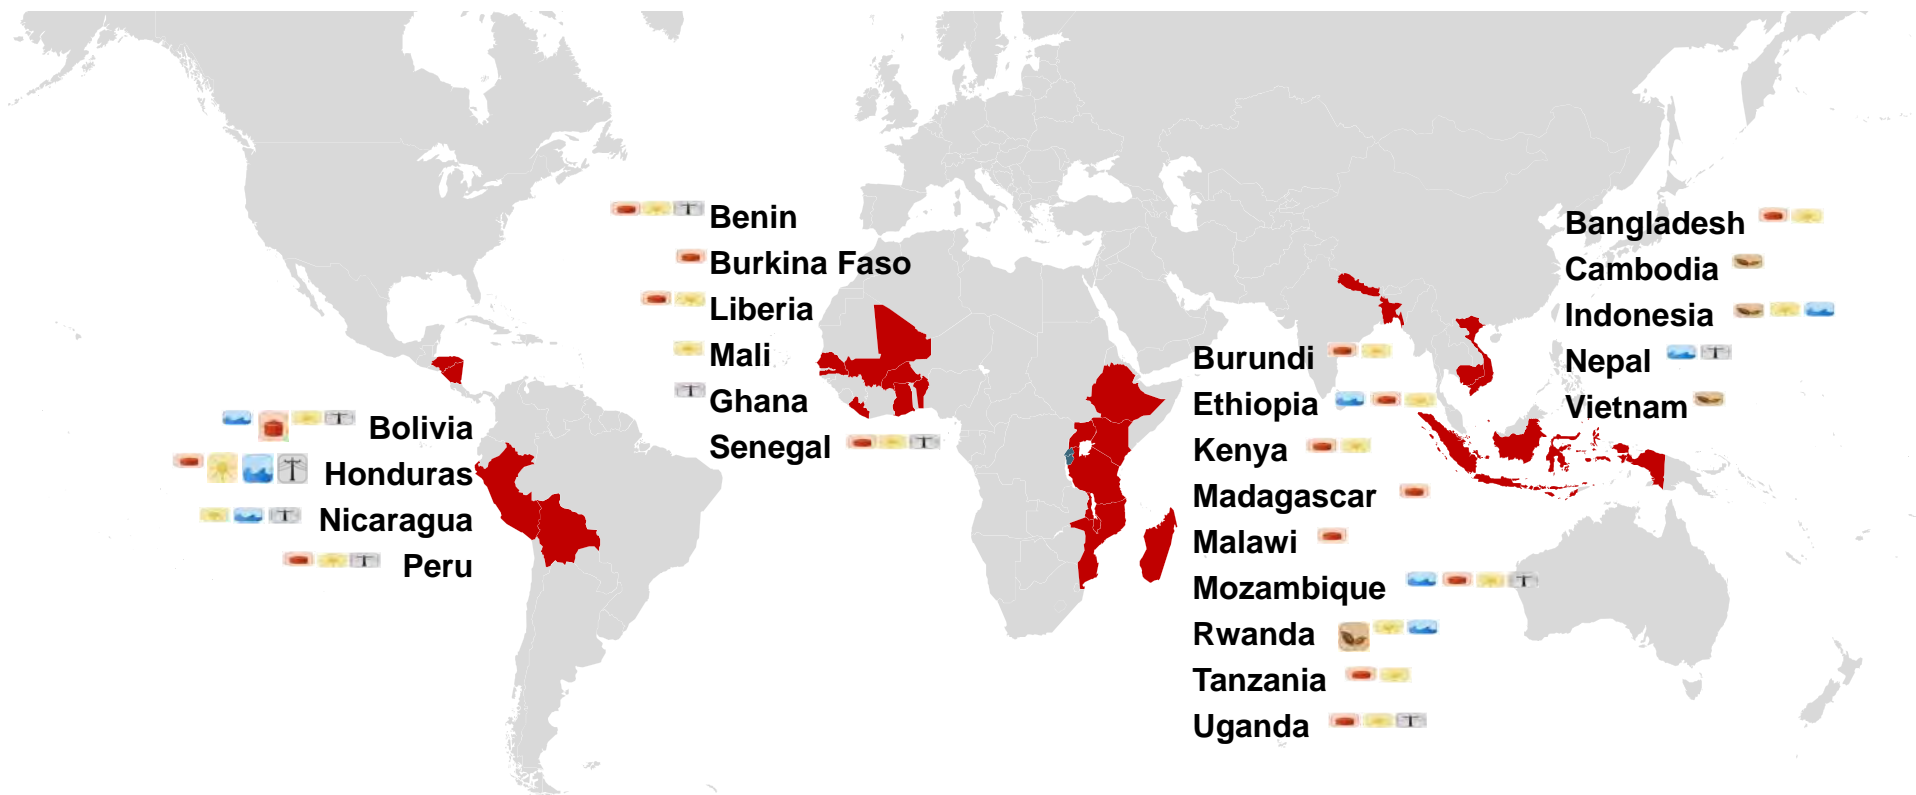 Benin
Burkina Faso
Liberia
Mali
Ghana
Senegal
Bolivia
Honduras
Nicaragua
Peru
Burundi
Ethiopia
Kenya
Madagascar
Malawi
Mozambique
Rwanda
Tanzania
Uganda
Bangladesh
Cambodia
Indonesia
Nepal
Vietnam